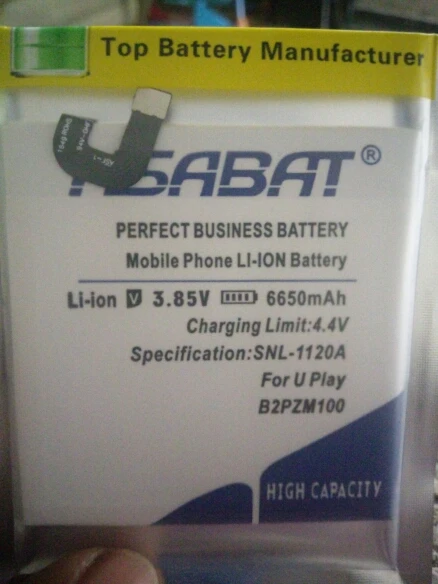 Top Battery Manufacturer
HSABAT®
PERFECT BUSINESS BATTERY
Mobile Phone LI-ION Battery
Li-ion V 3.85V 6650mAh
Charging Limit:4.4V
Specification:SNL-1120A
For U Play
B2PZM100
HIGH CAPACITY